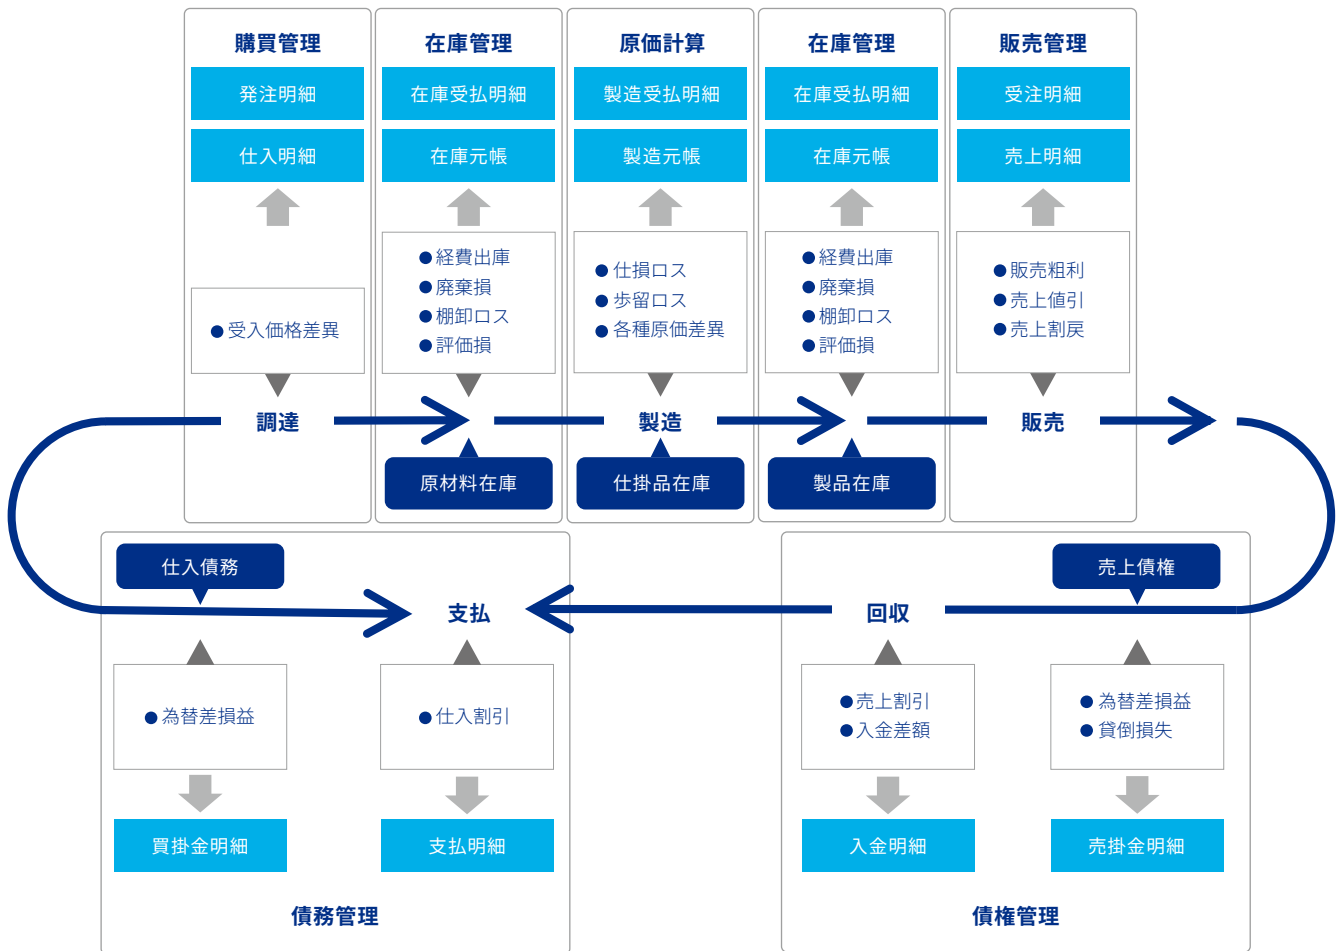 購買管理
発注明細
仕入明細
受入価格差異
調達
在庫管理
在庫受払明細
在庫元帳
経費出庫
廃棄損
棚卸ロス
評価損
原材料在庫
原価計算
製造受払明細
製造元帳
仕損ロス
歩留ロス
各種原価差異
製造
仕掛品在庫
在庫管理
在庫受払明細
在庫元帳
経費出庫
廃棄損
棚卸ロス
評価損
製品在庫
販売管理
受注明細
売上明細
販売粗利
売上値引
売上割戻
販売
仕入債務
支払
為替差損益
仕入割引
買掛金明細
支払明細
債務管理
売上債権
回収
売上割引
入金差額
為替差損益
貸倒損失
入金明細
売掛金明細
債権管理